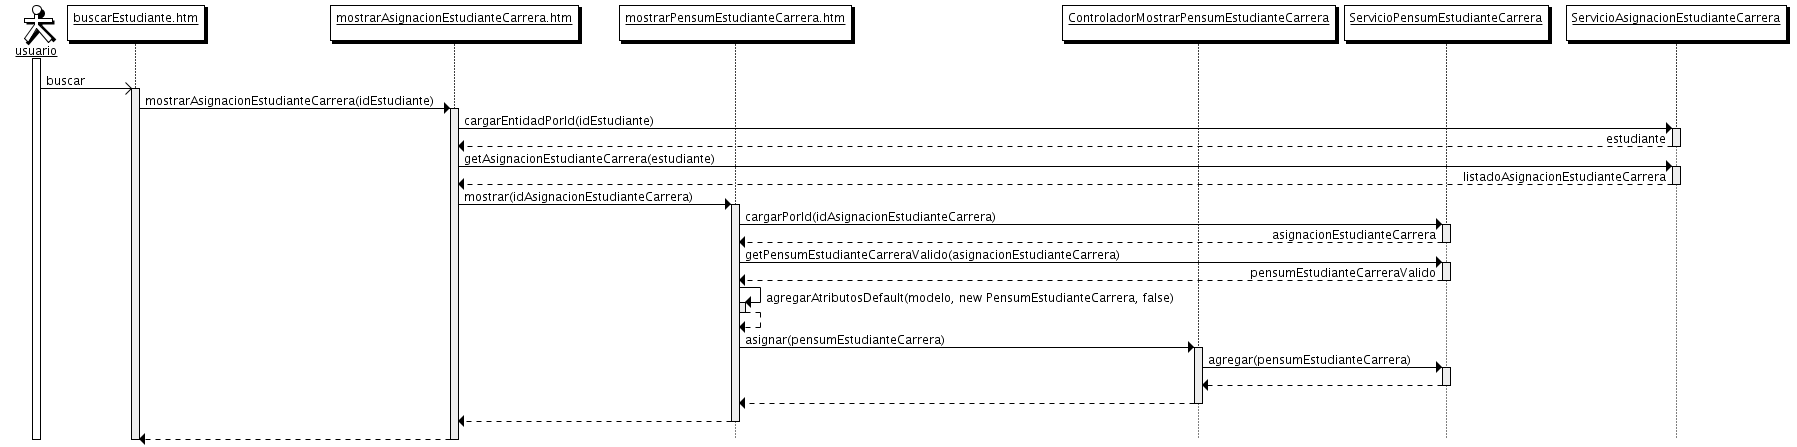 usuario
buscarEstudiante.htm
mostrarAsignacionEstudianteCarrera.htm
mostrarPensumEstudianteCarrera.htm
ControladorMostrarPensumEstudianteCarrera
ServicioPensumEstudianteCarrera
ServicioAsignacionEstudianteCarrera
buscar
mostrarAsignacionEstudianteCarrera(idEstudiante)
cargarEntidadPorId(idEstudiante)
estudiante
getAsignacionEstudianteCarrera(estudiante)
listadoAsignacionEstudianteCarrera
mostrar(idAsignacionEstudianteCarrera)
cargarPorId(idAsignacionEstudianteCarrera)
asignacionEstudianteCarrera
getPensumEstudianteCarreraValido(asignacionEstudianteCarrera)
pensumEstudianteCarreraValido
agregarAtributosDefault(modelo, new PensumEstudianteCarrera, false)
asignar(pensumEstudianteCarrera)
agregar(pensumEstudianteCarrera)